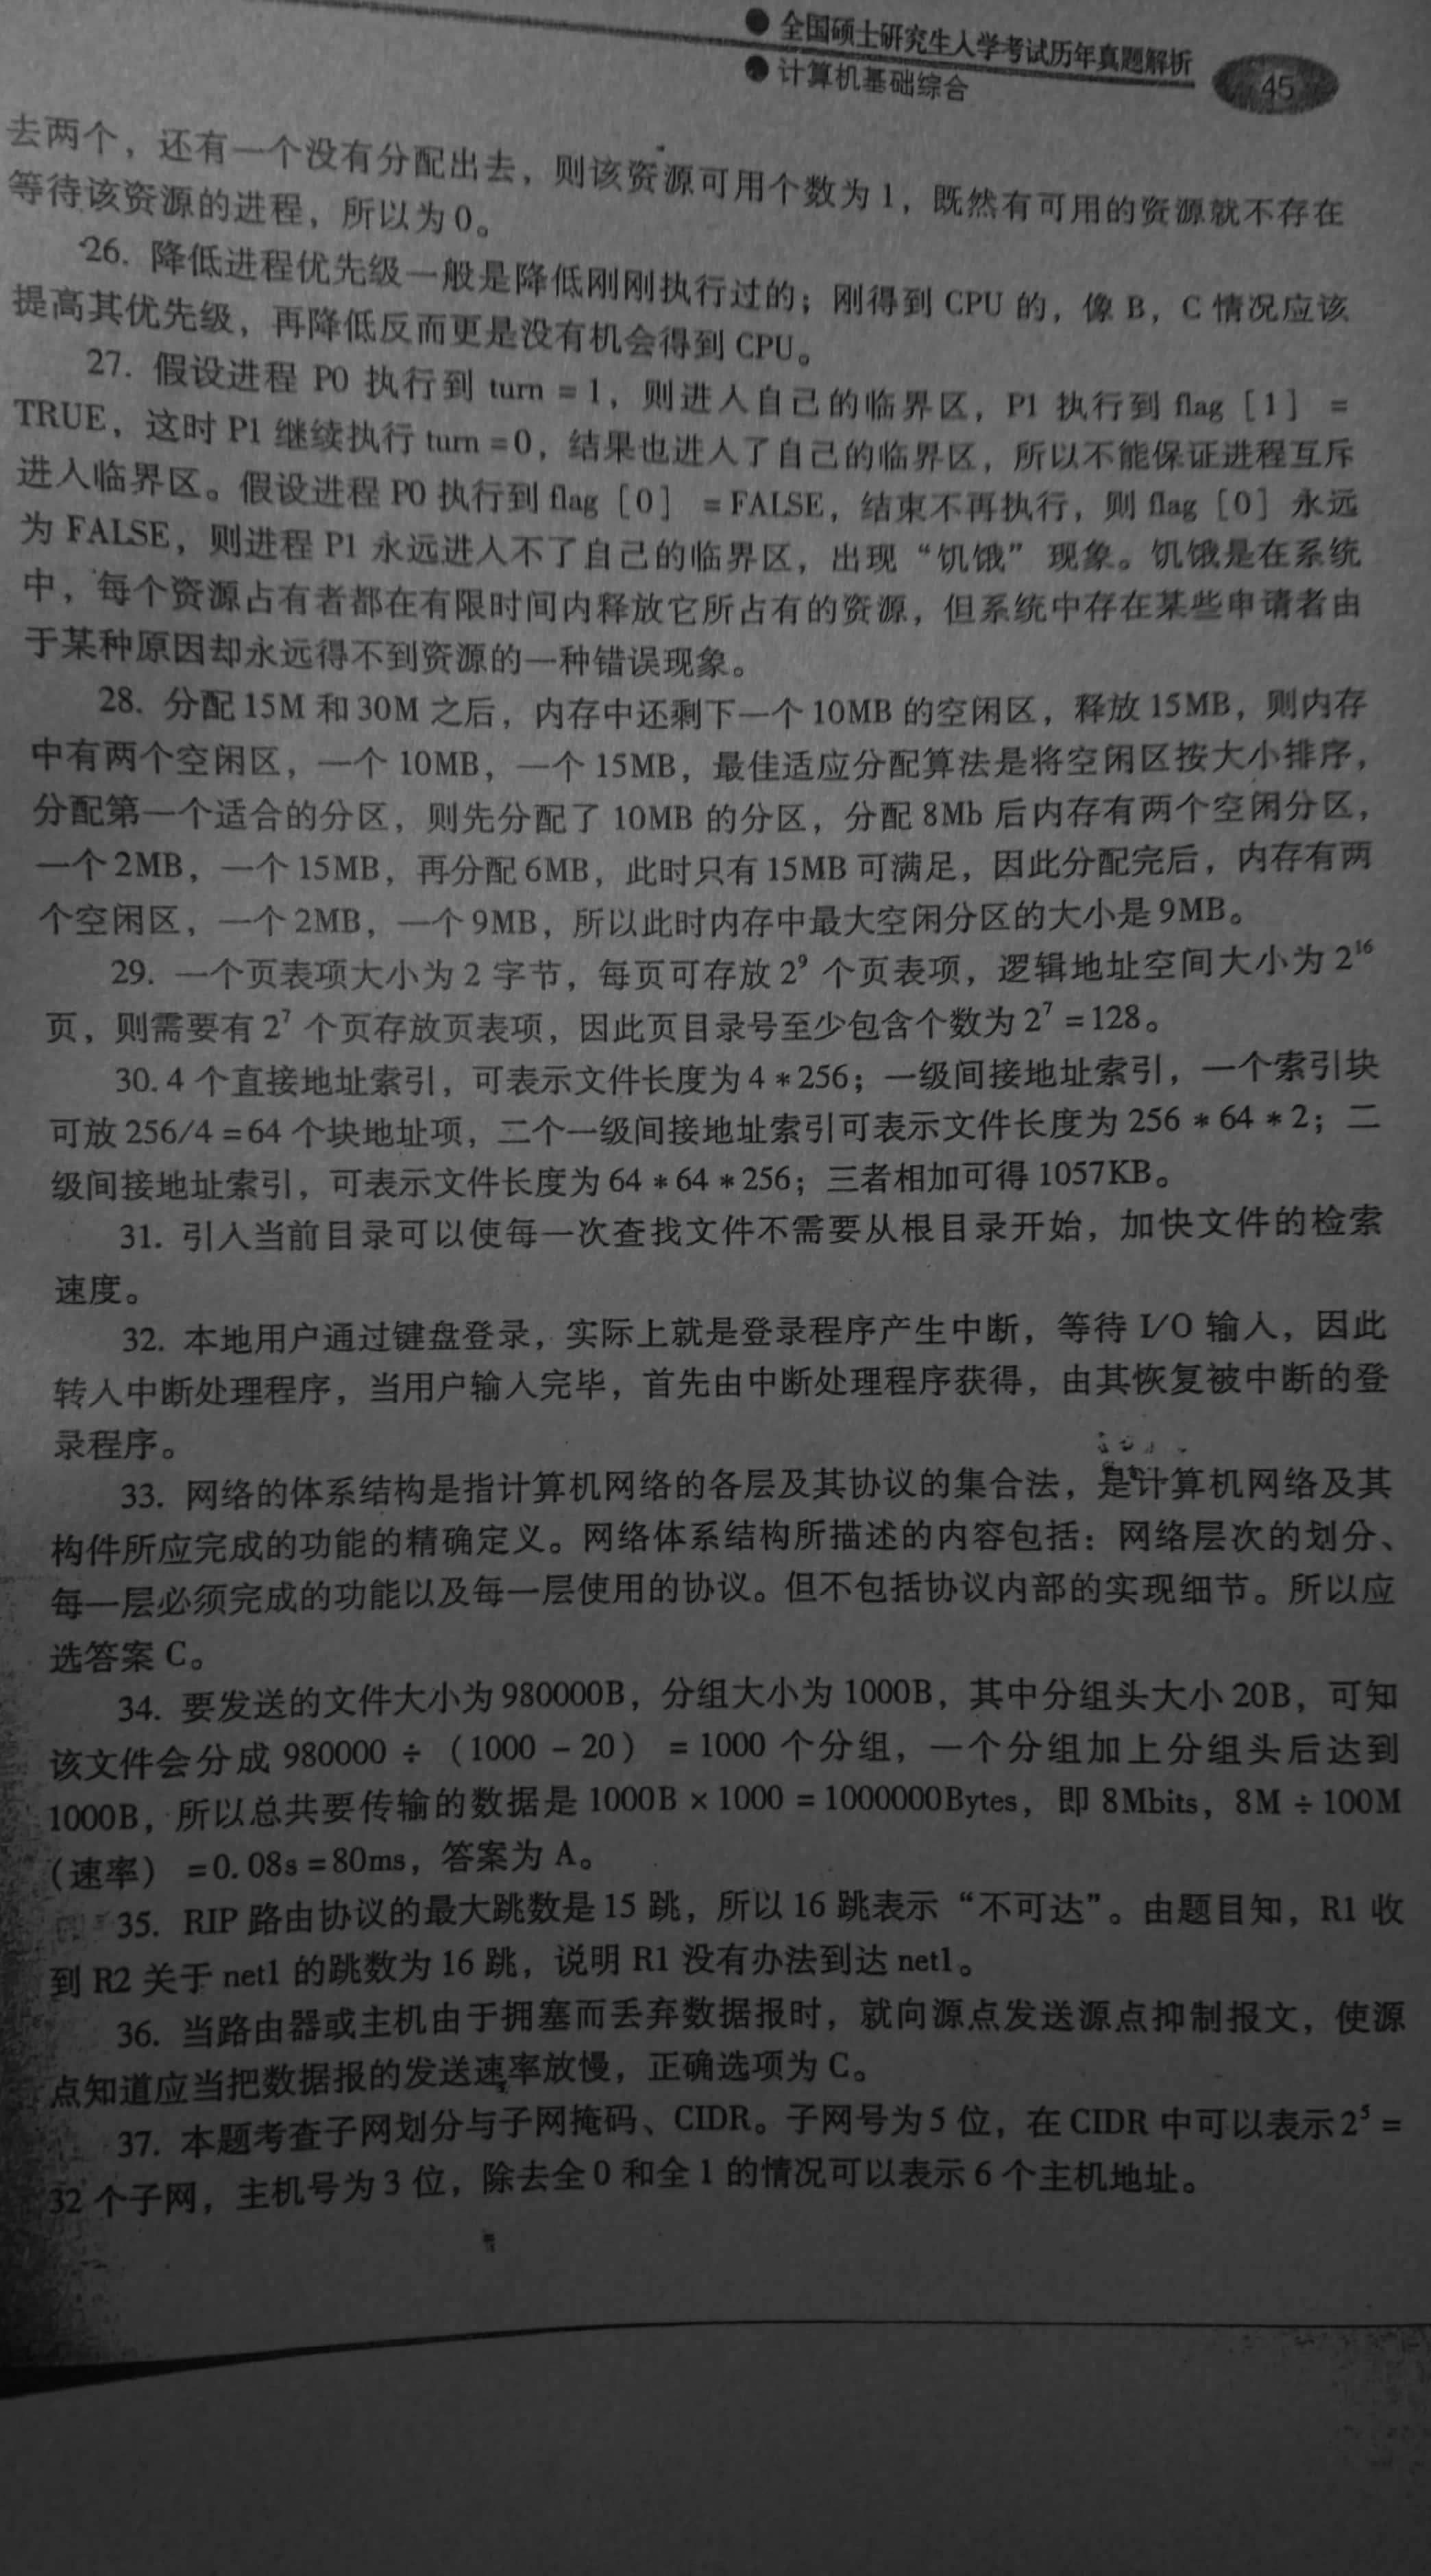 全国硕士研究生入学考试历年真题解析
计算机基础综合
45
去两个，还有一个没有分配出去，则该资源可用个数为1，既然有可用的资源就不存在
等待该资源的进程，所以为0。
26. 降低进程优先级一般是降低刚刚执行过的；刚得到 CPU 的，像 B，C 情况应该
提高其优先级，再降低反而更是没有机会得到 CPU。
27. 假设进程 P0 执行到 turn = 1，则进入自己的临界区，P1 执行到 flag [1] =
TRUE，这时 P1 继续执行 turn =0，结果也进入了自己的临界区，所以不能保证进程互斥
进入临界区。假设进程 P0 执行到 flag [0] = FALSE，结束不再执行，则 flag [0] 永远
为 FALSE，则进程 P1 永远进入不了自己的临界区，出现“饥饿”现象。饥饿是在系统
中，每个资源占有者都在有限时间内释放它所占有的资源，但系统中存在某些申请者由
于某种原因却永远得不到资源的一种错误现象。
28. 分配 15M 和 30M 之后，内存中还剩下一个 10MB 的空闲区，释放 15MB，则内存
中有两个空闲区，一个 10MB，一个 15MB，最佳适应分配算法是将空闲区按大小排序，
分配第一个适合的分区，则先分配了 10MB 的分区，分配 8Mb 后内存有两个空闲分区，
一个 2MB，一个 15MB，再分配 6MB，此时只有 15MB 可满足，因此分配完后，内存有两
个空闲区，一个 2MB，一个 9MB，所以此时内存中最大空闲分区的大小是 9MB。
29. 一个页表项大小为 2 字节，每页可存放 2⁹ 个页表项，逻辑地址空间大小为 2¹⁶
页，则需要有 2⁷ 个页存放页表项，因此页目录号至少包含个数为 2⁷ = 128。
30. 4 个直接地址索引，可表示文件长度为 4 * 256；一级间接地址索引，一个索引块
可放 256/4 = 64 个块地址项，二个一级间接地址索引可表示文件长度为 256 * 64 * 2；二
级间接地址索引，可表示文件长度为 64 * 64 * 256；三者相加可得 1057KB。
31. 引入当前目录可以使每一次查找文件不需要从根目录开始，加快文件的检索
速度。
32. 本地用户通过键盘登录，实际上就是登录程序产生中断，等待 I/O 输入，因此
转入中断处理程序，当用户输入完毕，首先由中断处理程序获得，由其恢复被中断的登
录程序。
33. 网络的体系结构是指计算机网络的各层及其协议的集合法，是计算机网络及其
构件所应完成的功能的精确定义。网络体系结构所描述的内容包括：网络层次的划分、
每一层必须完成的功能以及每一层使用的协议。但不包括协议内部的实现细节。所以应
选答案 C。
34. 要发送的文件大小为 980000B，分组大小为 1000B，其中分组头大小 20B，可知
该文件会分成 980000 ÷ （1000 - 20） = 1000 个分组，一个分组加上分组头后达到
1000B，所以总共要传输的数据是 1000B × 1000 = 1000000Bytes，即 8Mbits，8M ÷ 100M
（速率） = 0. 08s = 80ms，答案为 A。
35. RIP 路由协议的最大跳数是 15 跳，所以 16 跳表示“不可达”。由题目知，R1 收
到 R2 关于 net1 的跳数为 16 跳，说明 R1 没有办法到达 net1。
36. 当路由器或主机由于拥塞而丢弃数据报时，就向源点发送源点抑制报文，使源
点知道应当把数据报的发送速率放慢，正确选项为 C。
37. 本题考查子网划分与子网掩码、CIDR。子网号为 5 位，在 CIDR 中可以表示 2⁵ =
32 个子网，主机号为 3 位，除去全 0 和全 1 的情况可以表示 6 个主机地址。